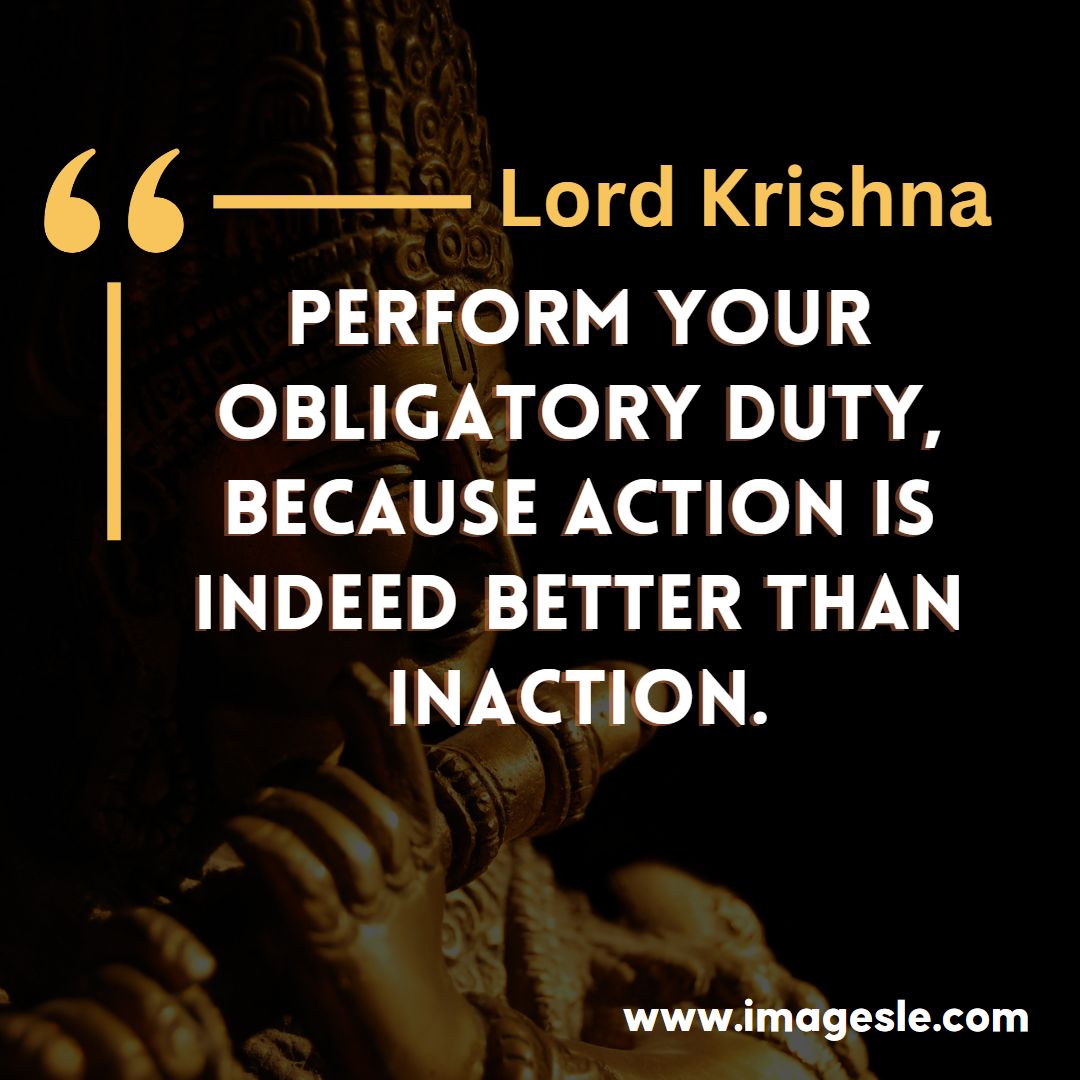 “ Lord Krishna
PERFORM YOUR
OBLIGATORY DUTY,
BECAUSE ACTION IS
INDEED BETTER THAN
INACTION.
www.imagesle.com